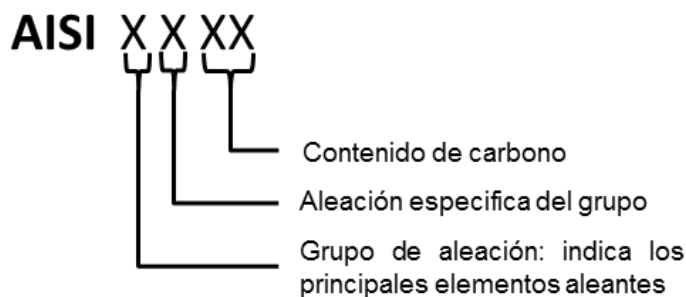 AISI X X XX
Contenido de carbono
Aleación especifica del grupo
Grupo de aleación: indica los
principales elementos aleantes